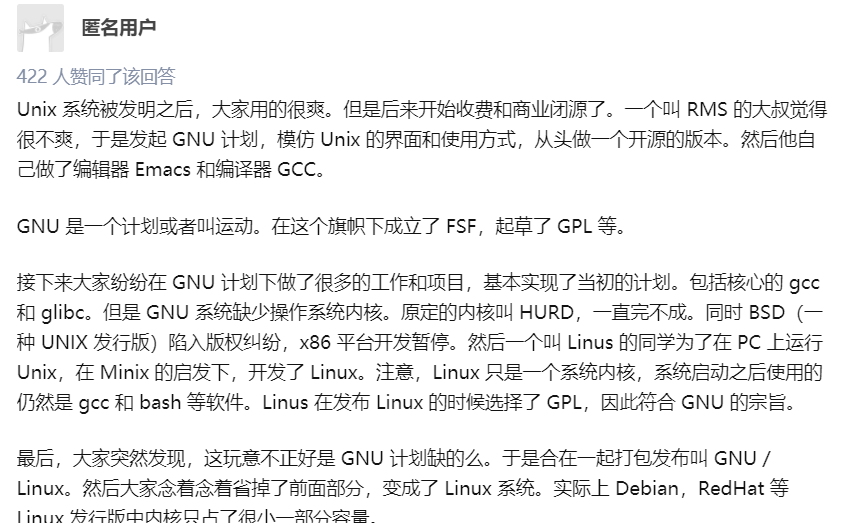 匿名用户
422 人赞同了该回答
Unix 系统被发明之后，大家用的很爽。但是后来开始收费和商业闭源了。一个叫 RMS 的大叔觉得
很不爽，于是发起 GNU 计划，模仿 Unix 的界面和使用方式，从头做一个开源的版本。然后他自
己做了编辑器 Emacs 和编译器 GCC。
GNU 是一个计划或者叫运动。在这个旗帜下成立了 FSF，起草了 GPL 等。
接下来大家纷纷在 GNU 计划下做了很多的工作和项目，基本实现了当初的计划。包括核心的 gcc
和 glibc。但是 GNU 系统缺少操作系统内核。原定的内核叫 HURD，一直完不成。同时 BSD（一
种 UNIX 发行版）陷入版权纠纷，x86 平台开发暂停。然后一个叫 Linus 的同学为了在 PC 上运行
Unix，在 Minix 的启发下，开发了 Linux。注意，Linux 只是一个系统内核，系统启动之后使用的
仍然是 gcc 和 bash 等软件。Linus 在发布 Linux 的时候选择了 GPL，因此符合 GNU 的宗旨。
最后，大家突然发现，这玩意不正好是 GNU 计划缺的么。于是合在一起打包发布叫 GNU /
Linux。然后大家念着念着省掉了前面部分，变成了 Linux 系统。实际上 Debian，RedHat 等
Linux 发行版中内核只占了很小一部分容量。